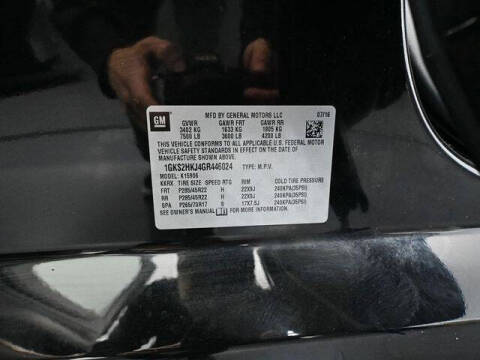 GM
MFD BY GENERAL MOTORS LLC 07/16
GVWR GAWR FRT GAWR RR
3402 KG 1633 KG 1905 KG
7500 LB 3600 LB 4200 LB
THIS VEHICLE CONFORMS TO ALL APPLICABLE U.S. FEDERAL MOTOR
VEHICLE SAFETY AND THEFT PREVENTION STANDARDS IN EFFECT ON THE DATE OF
MANUFACTURE SHOWN ABOVE.
1GKS2HKJ4GR446024 TYPE: M.P.V.
MODEL: K15906
TIRE SIZE SPEED RTG RIM COLD TIRE PRESSURE
FRT P285/45R22 H 22X9J 240KPA(35PSI)
RR P285/45R22 H 22X9J 240KPA(35PSI)
SPA P265/70R17 S 17X7.5J 240KPA(35PSI)
SEE OWNER'S MANUAL FOR MORE INFORMATION.